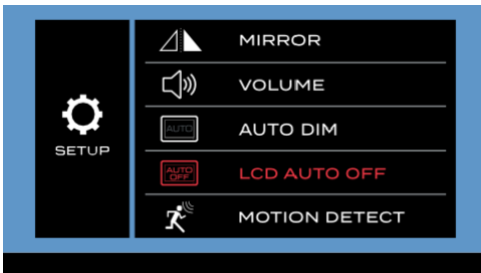 MIRROR
VOLUME
AUTO
AUTO DIM
SETUP
AUTO
OFF
LCD AUTO OFF
MOTION DETECT